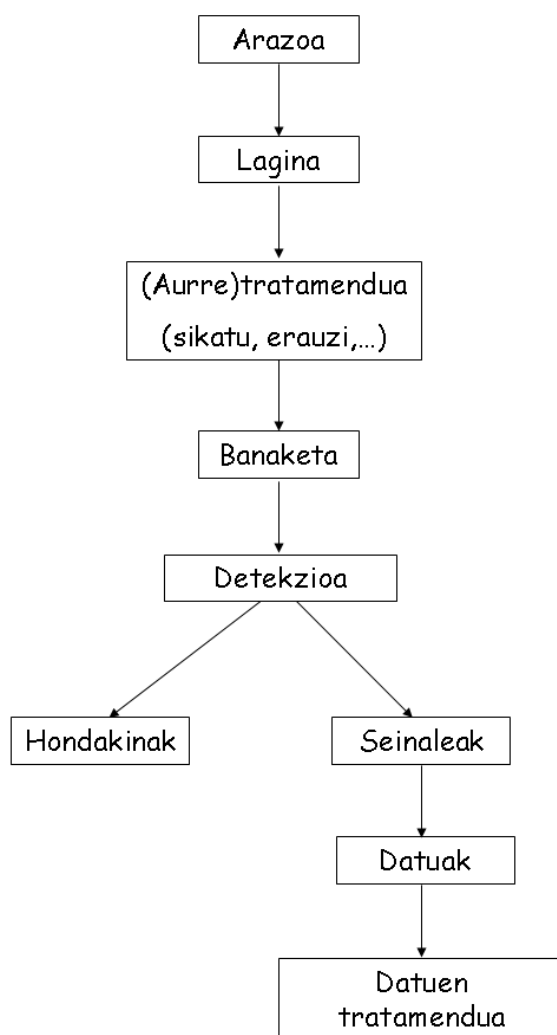 Arazoa
Lagina
(Aurre)tratamendua
(sikatu, erauzi,...)
Banaketa
Detekzioa
Hondakinak
Seinaleak
Datuak
Datuen
tratamendua